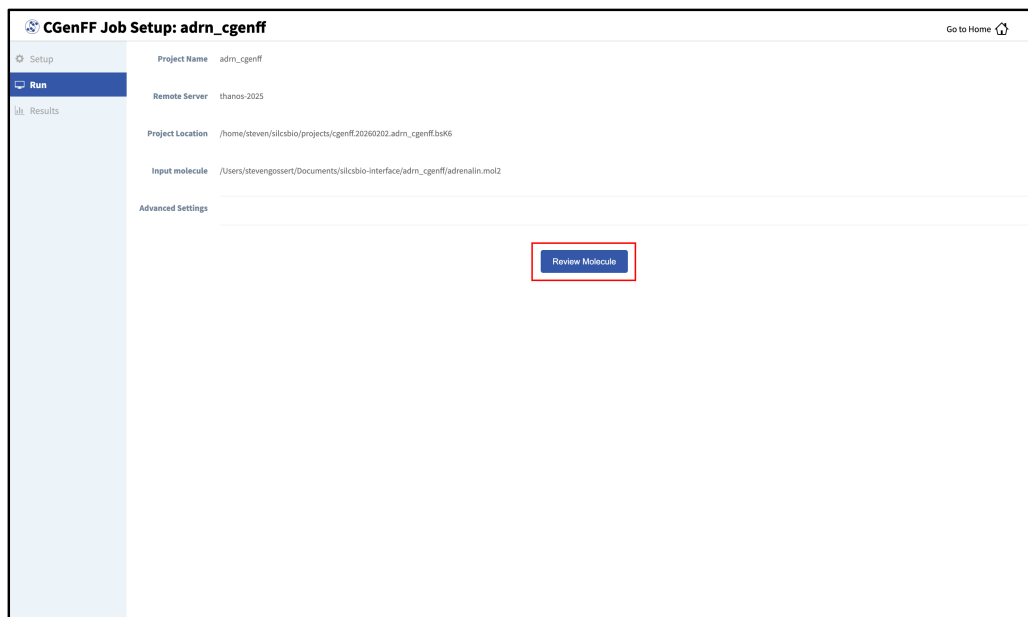 CGenFF Job Setup: adrn_cgenff
Go to Home
Setup
Run
Results
Project Name adrn_cgenff
Remote Server thanos-2025
Project Location /home/steven/silcsbio/projects/cgenff.20260202.adrn_cgenff.bsK6
Input molecule /Users/stevengossert/Documents/silcsbio-interface/adrn_cgenff/adrenalin.mol2
Advanced Settings
Review Molecule